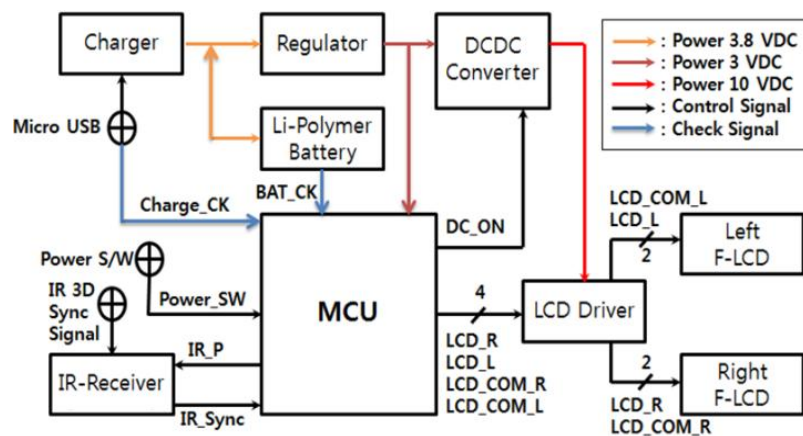 Charger
Regulator
DCDC
Converter
: Power 3.8 VDC
: Power 3 VDC
: Power 10 VDC
: Control Signal
: Check Signal
Micro USB
Li-Polymer
Battery
Charge_CK
BAT_CK
DC_ON
Power S/W
Power_SW
IR 3D
Sync
Signal
MCU
IR_P
IR-Receiver
IR_Sync
4
LCD_R
LCD_L
LCD_COM_R
LCD_COM_L
LCD Driver
LCD_COM_L
LCD_L
2
Left
F-LCD
2
LCD_R
LCD_COM_R
Right
F-LCD